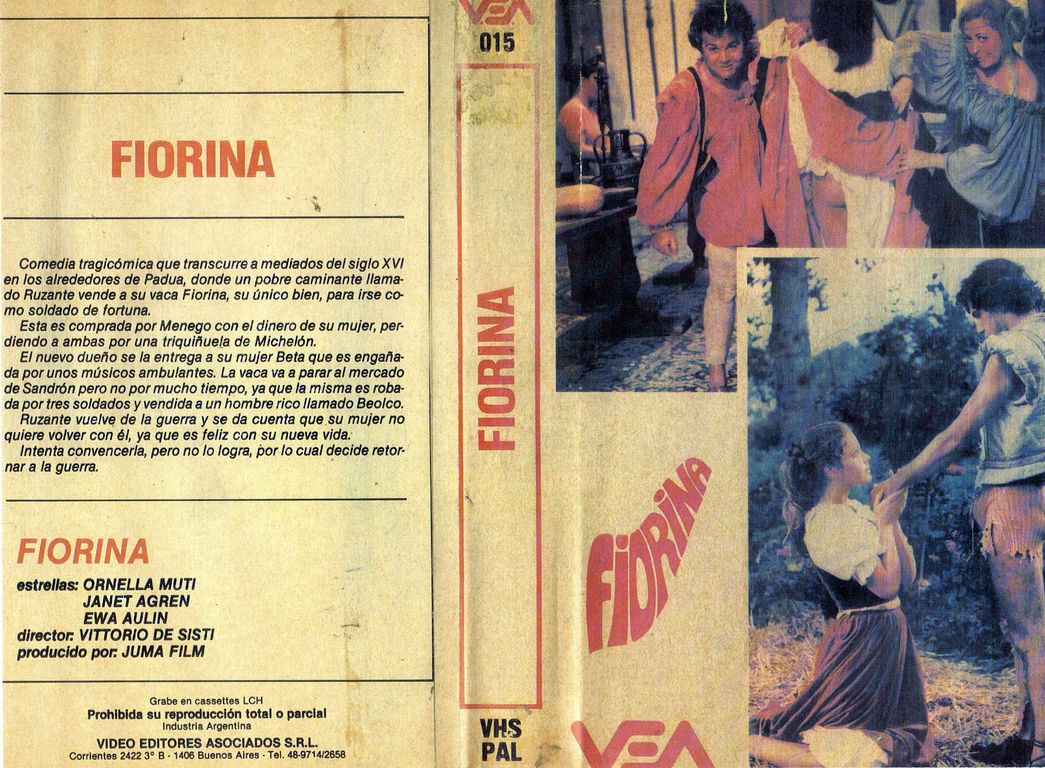 FIORINA
Comedia tragicómica que transcurre a mediados del siglo XVI
en los alrededores de Padua, donde un pobre caminante llama-
do Ruzante vende a su vaca Fiorina, su único bien, para irse co-
mo soldado de fortuna.
Esta es comprada por Menego con el dinero de su mujer, per-
diendo a ambas por una triquiñuela de Michelón.
El nuevo dueño se la entrega a su mujer Beta que es engaña-
da por unos músicos ambulantes. La vaca va a parar al mercado
de Sandrón pero no por mucho tiempo, ya que la misma es roba-
da por tres soldados y vendida a un hombre rico llamado Beolco.
Ruzante vuelve de la guerra y se da cuenta que su mujer no
quiere volver con él, ya que es feliz con su nueva vida.
Intenta convencerla, pero no lo logra, por lo cual decide retor-
nar a la guerra.
FIORINA
estrellas: ORNELLA MUTI
JANET AGREN
EWA AULIN
director: VITTORIO DE SISTI
producido por: JUMA FILM
Grabe en cassettes LCH
Prohibida su reproducción total o parcial
Industria Argentina
VIDEO EDITORES ASOCIADOS S.R.L.
Corrientes 2422 3° B - 1406 Buenos Aires - Tel. 48-9714/2658
VEA
015
FIORINA
VHS
PAL
FIORINA
VEA